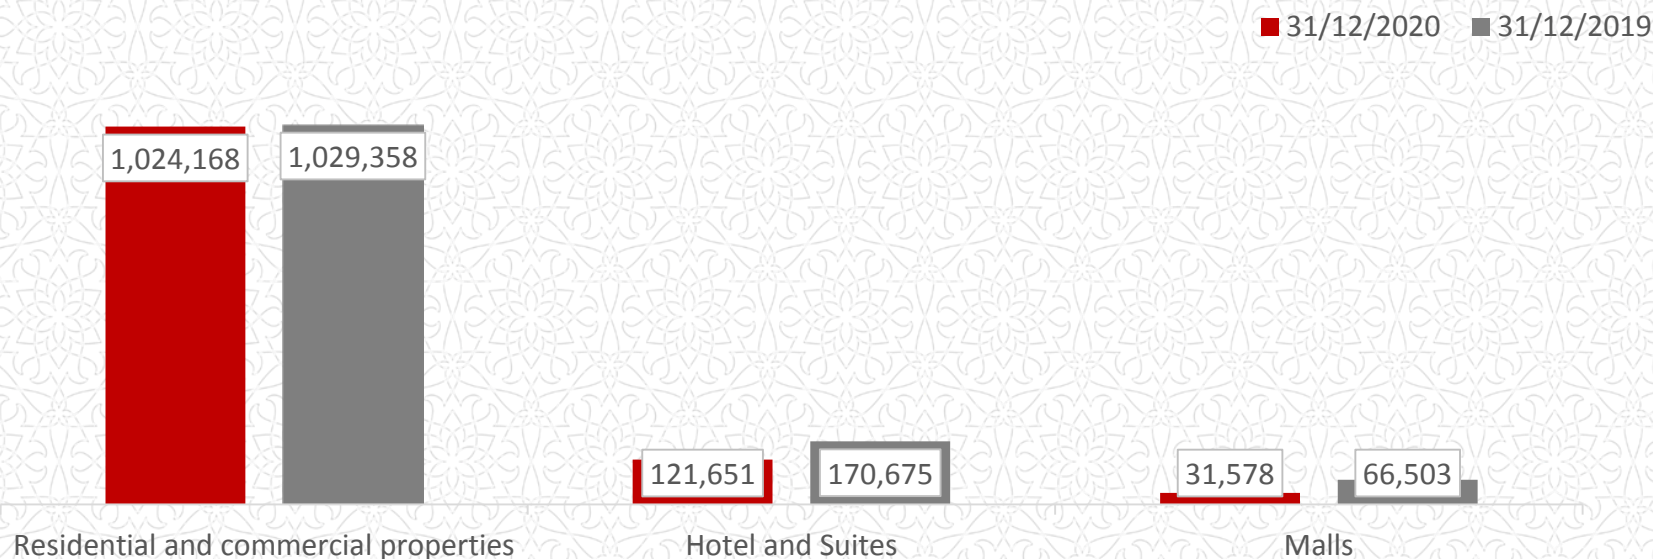 31/12/2020 31/12/2019
1,024,168 1,029,358
121,651 170,675 31,578 66,503
Residential and commercial properties Hotel and Suites Malls